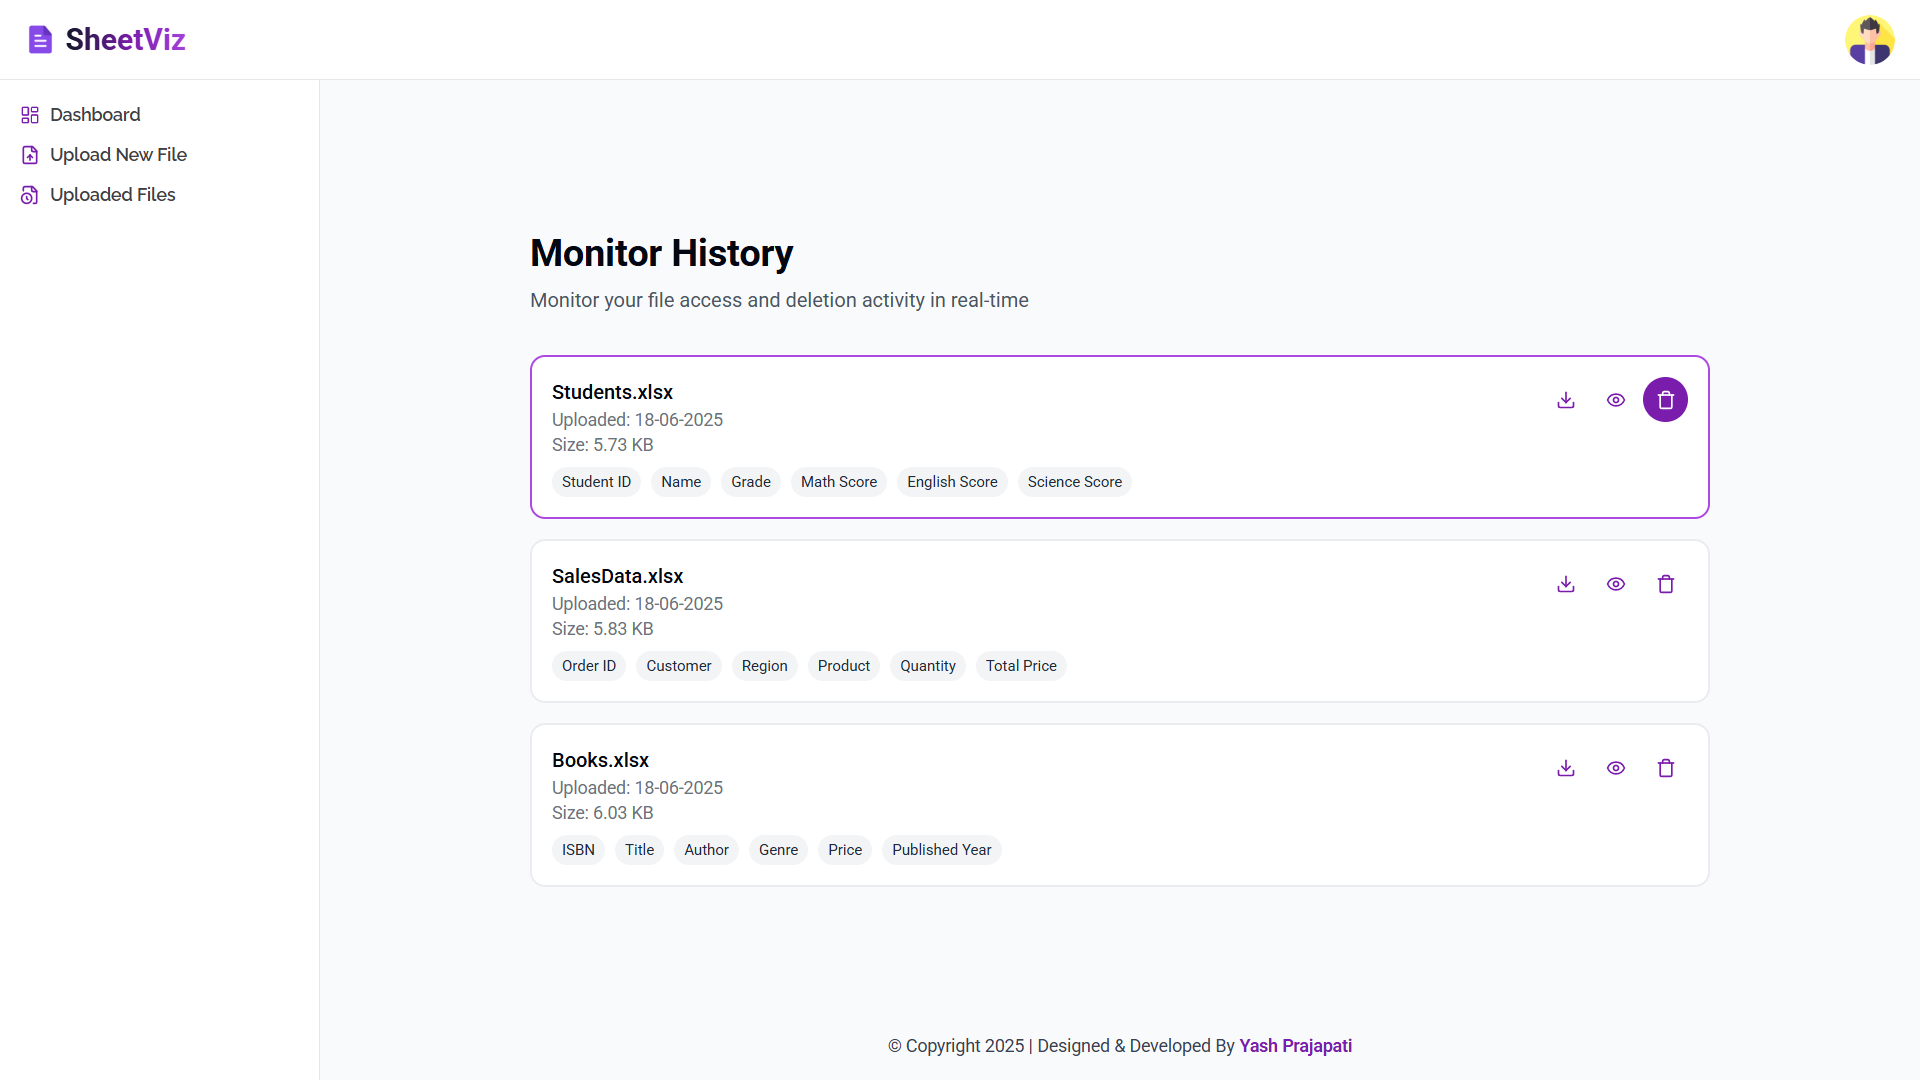 SheetViz
Dashboard
Upload New File
Uploaded Files
Monitor History
Monitor your file access and deletion activity in real-time
Students.xlsx
Uploaded: 18-06-2025
Size: 5.73 KB
Student ID Name Grade Math Score English Score Science Score
SalesData.xlsx
Uploaded: 18-06-2025
Size: 5.83 KB
Order ID Customer Region Product Quantity Total Price
Books.xlsx
Uploaded: 18-06-2025
Size: 6.03 KB
ISBN Title Author Genre Price Published Year
© Copyright 2025 | Designed & Developed By Yash Prajapati